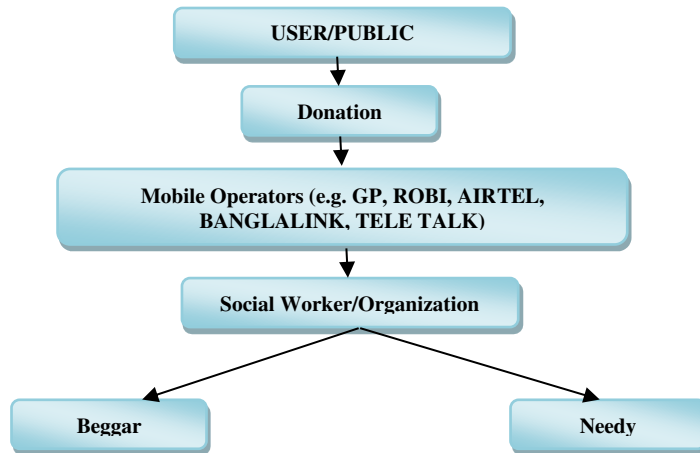 USER/PUBLIC
Donation
Mobile Operators (e.g. GP, ROBI, AIRTEL,
BANGLALINK, TELE TALK)
Social Worker/Organization
Beggar
Needy